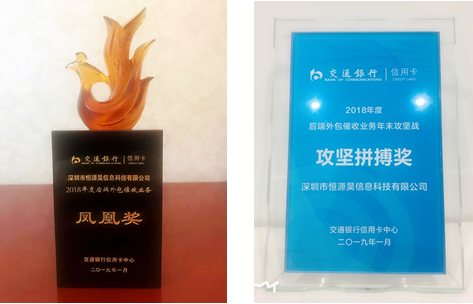 交通银行 信用卡
深圳市恒源昊信息科技有限公司
2018年度后端外包催收业务
凤凰奖
交通银行信用卡中心
二〇一九年一月
交通银行 信用卡
BANK OF COMMUNICATIONS CREDIT CARD
2018年度
后端外包催收业务年末攻坚战
攻坚拼搏奖
深圳市恒源昊信息科技有限公司
交通银行信用卡中心
二〇一九年一月